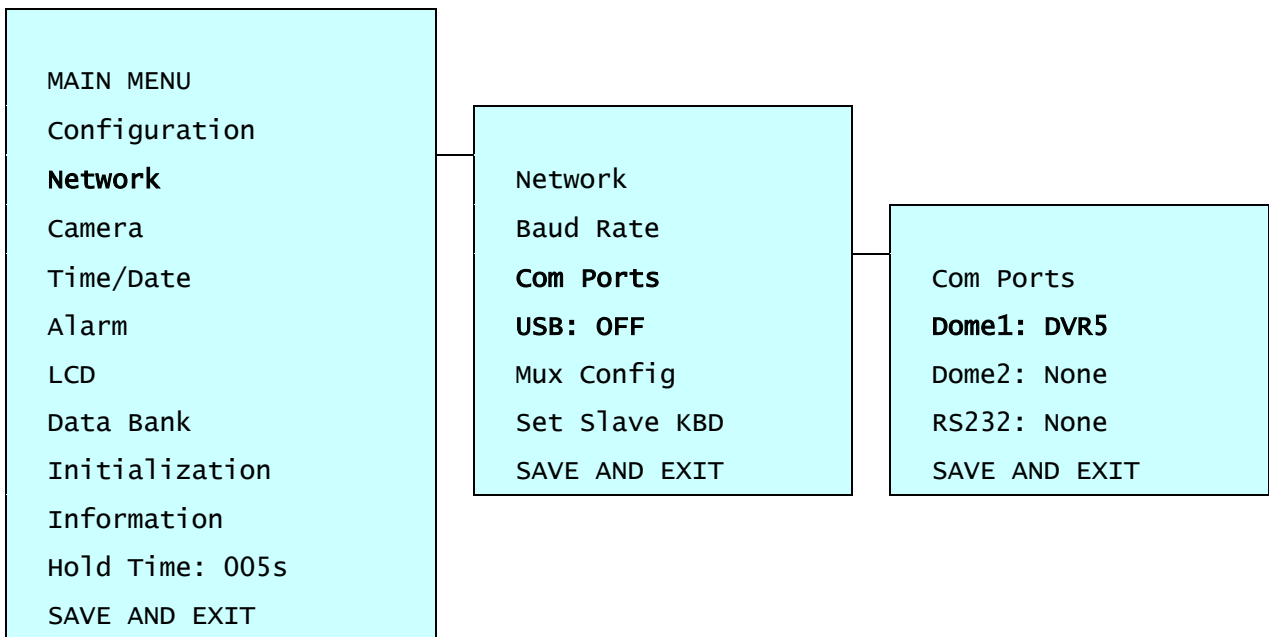 MAIN MENU
Configuration
Network
Camera
Time/Date
Alarm
LCD
Data Bank
Initialization
Information
Hold Time: 005s
SAVE AND EXIT
Network
Baud Rate
Com Ports
USB: OFF
Mux Config
Set Slave KBD
SAVE AND EXIT
Com Ports
Dome1: DVR5
Dome2: None
RS232: None
SAVE AND EXIT